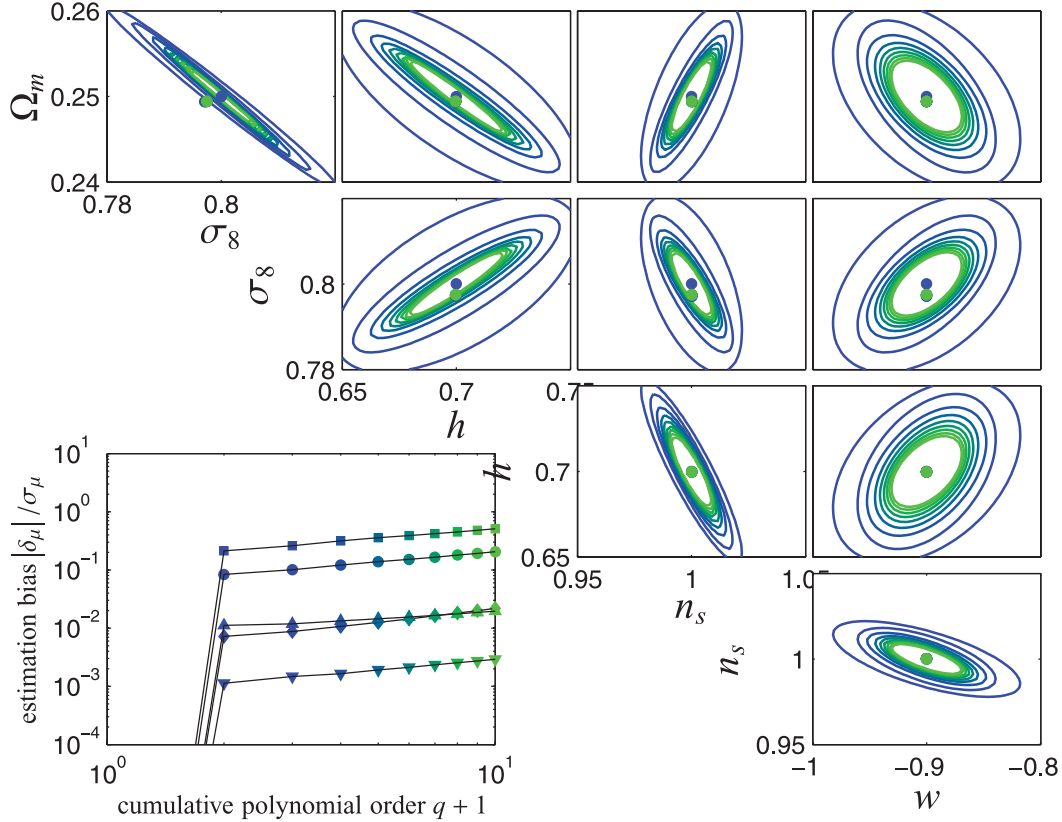 0.26
Ω_m
0.25
0.24
0.78
0.8
σ_8
σ_8
0.8
0.78
0.65
0.7
0.7
h
h
0.7
0.65
0.95
1
1.0
n_s
n_s
1
0.95
−1
−0.9
−0.8
w
estimation bias |δ_μ|/σ_μ
10^1
10^0
10^−1
10^−2
10^−3
10^−4
10^0
10^1
cumulative polynomial order q + 1